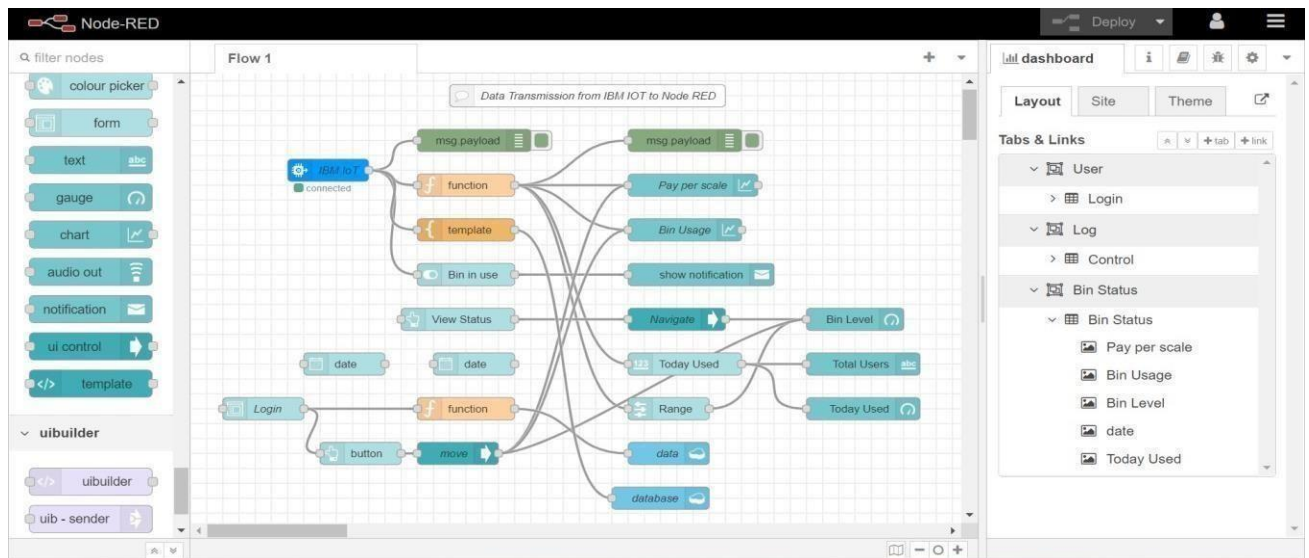 Node-RED
Deploy
filter nodes
colour picker
form
text
abc
gauge
chart
audio out
notification
ui control
</>
template
uibuilder
</>
uibuilder
uib - sender
Flow 1
Data Transmission from IBM IOT to Node RED
msg.payload
msg.payload
IBM IoT
connected
function
Pay per scale
template
Bin Usage
Bin in use
show notification
View Status
Navigate
Bin Level
date
date
123 Today Used
Total Users abc
Login
function
Range
Today Used
button
move
data
database
dashboard
i
Layout
Site
Theme
Tabs & Links
+ tab
+ link
User
Login
Log
Control
Bin Status
Bin Status
Pay per scale
Bin Usage
Bin Level
date
Today Used